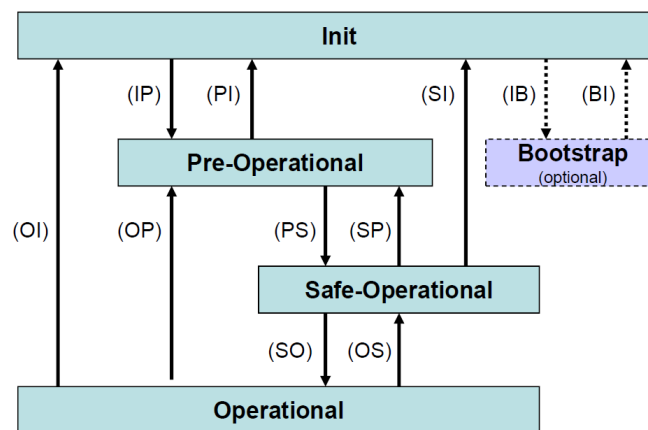 Init
(IP)
(PI)
(SI)
(IB)
(BI)
Pre-Operational
Bootstrap
(optional)
(OI)
(OP)
(PS)
(SP)
Safe-Operational
(SO)
(OS)
Operational